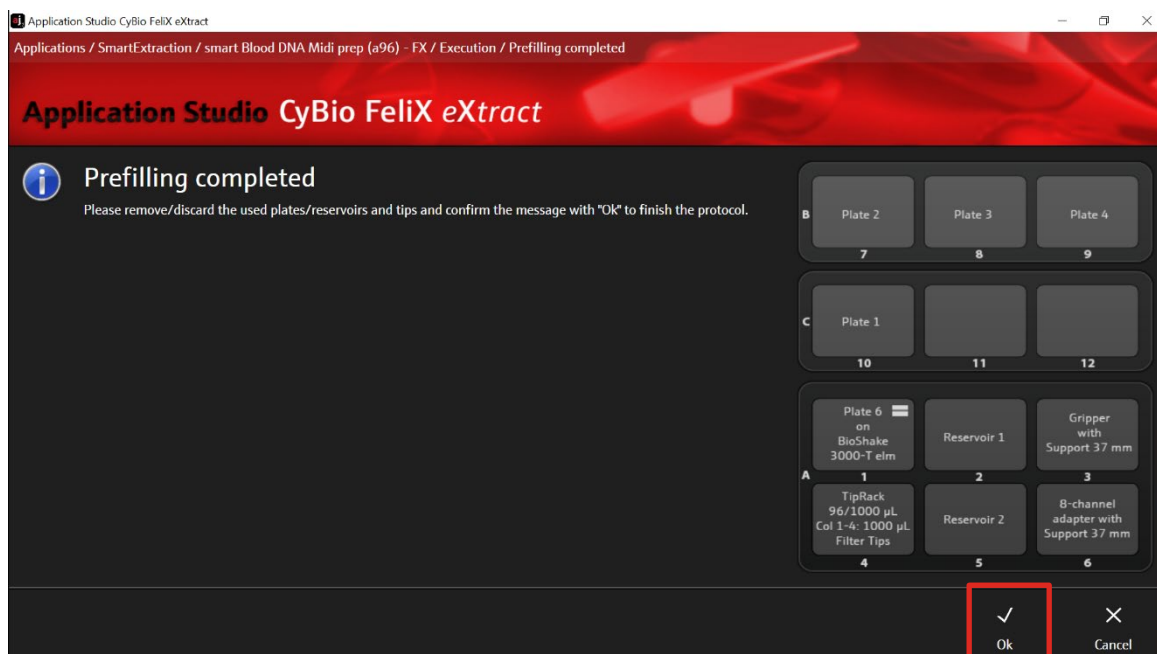 Application Studio CyBio FeliX eXtract
Applications / SmartExtraction / smart Blood DNA Midi prep (a96) - FX / Execution / Prefilling completed
Application Studio CyBio FeliX eXtract
Prefilling completed
Please remove/discard the used plates/reservoirs and tips and confirm the message with "Ok" to finish the protocol.
B
Plate 2
7
Plate 3
8
Plate 4
9
C
Plate 1
10
11
12
A
Plate 6
on
BioShake
3000-T elm
1
Reservoir 1
2
Gripper
with
Support 37 mm
3
TipRack
96/1000 µL
Col 1-4: 1000 µL
Filter Tips
4
Reservoir 2
5
8-channel
adapter with
Support 37 mm
6
Ok
Cancel